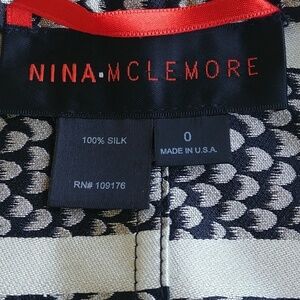 NINA·MCLEMORE
100% SILK
RN# 109176
0
MADE IN U.S.A.